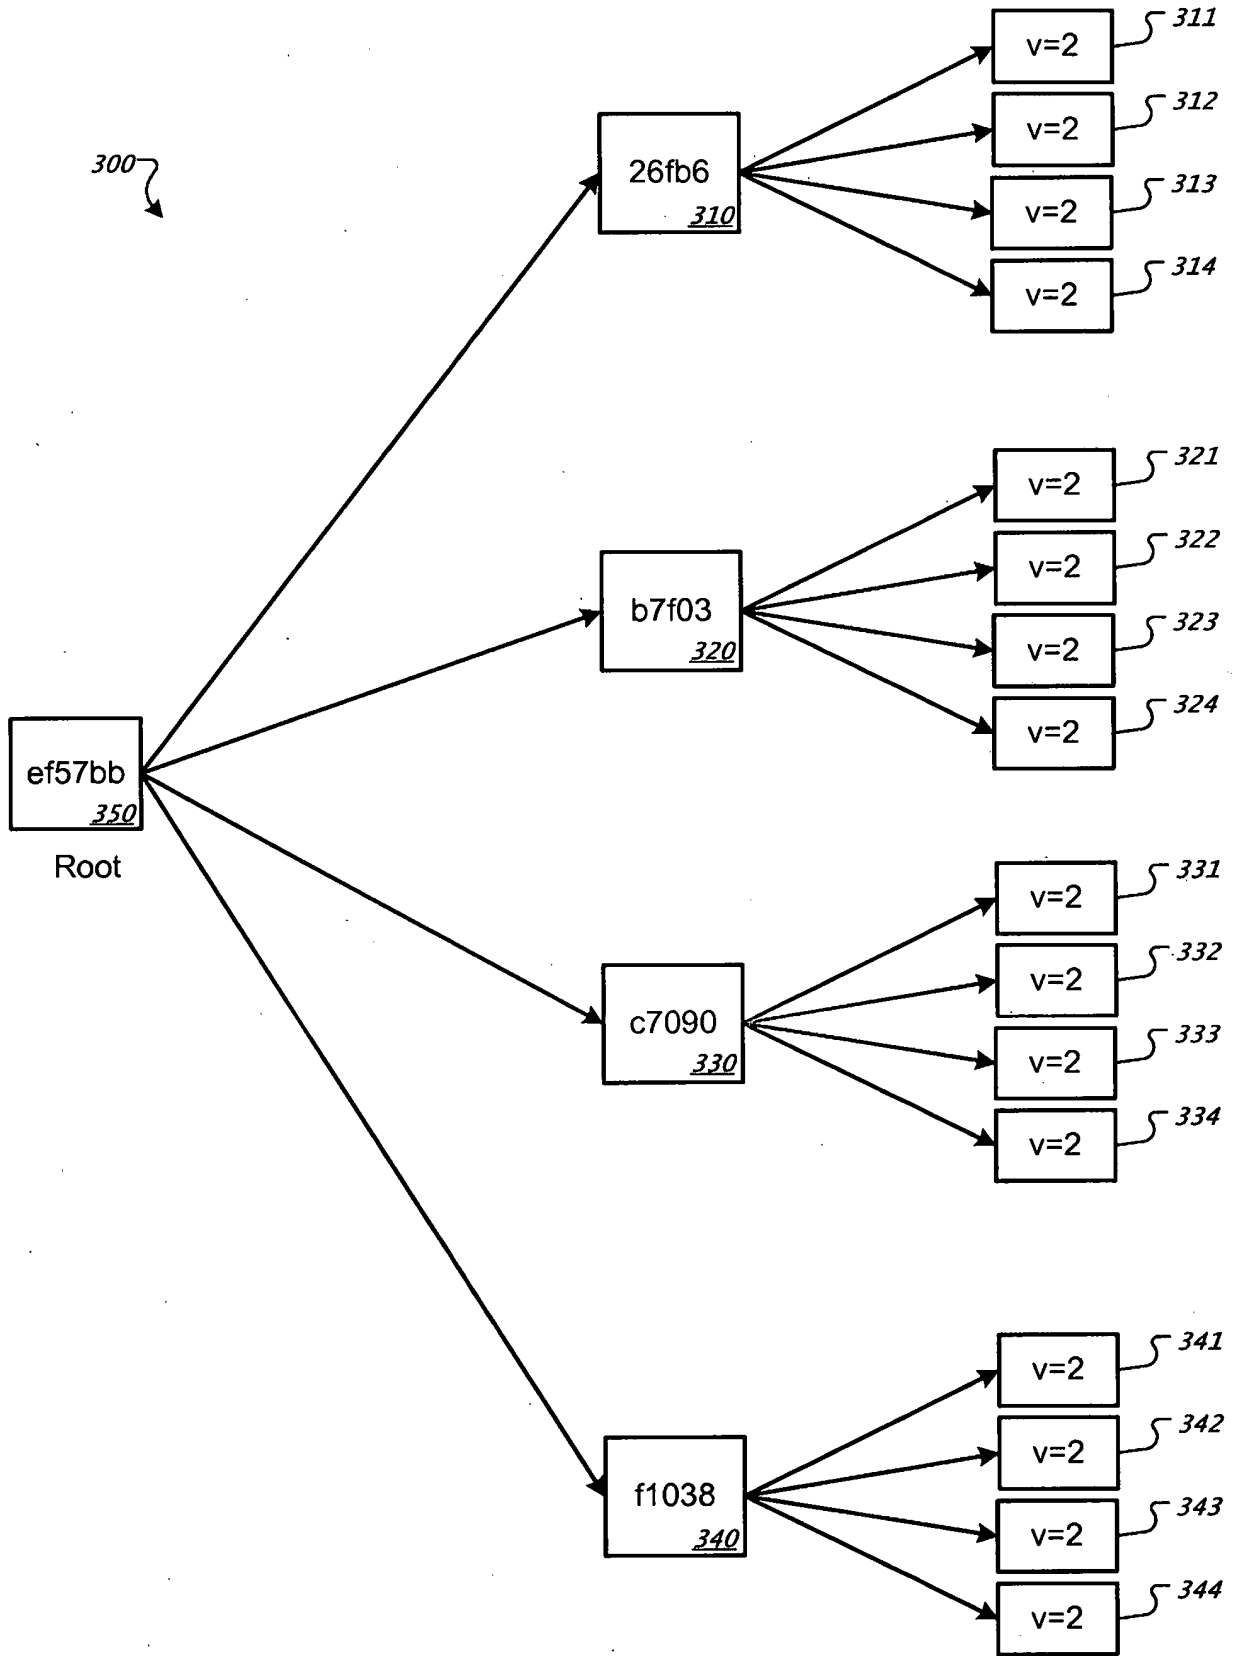 300
ef57bb
350
Root
26fb6
310
v=2 311
v=2 312
v=2 313
v=2 314
b7f03
320
v=2 321
v=2 322
v=2 323
v=2 324
c7090
330
v=2 331
v=2 332
v=2 333
v=2 334
f1038
340
v=2 341
v=2 342
v=2 343
v=2 344